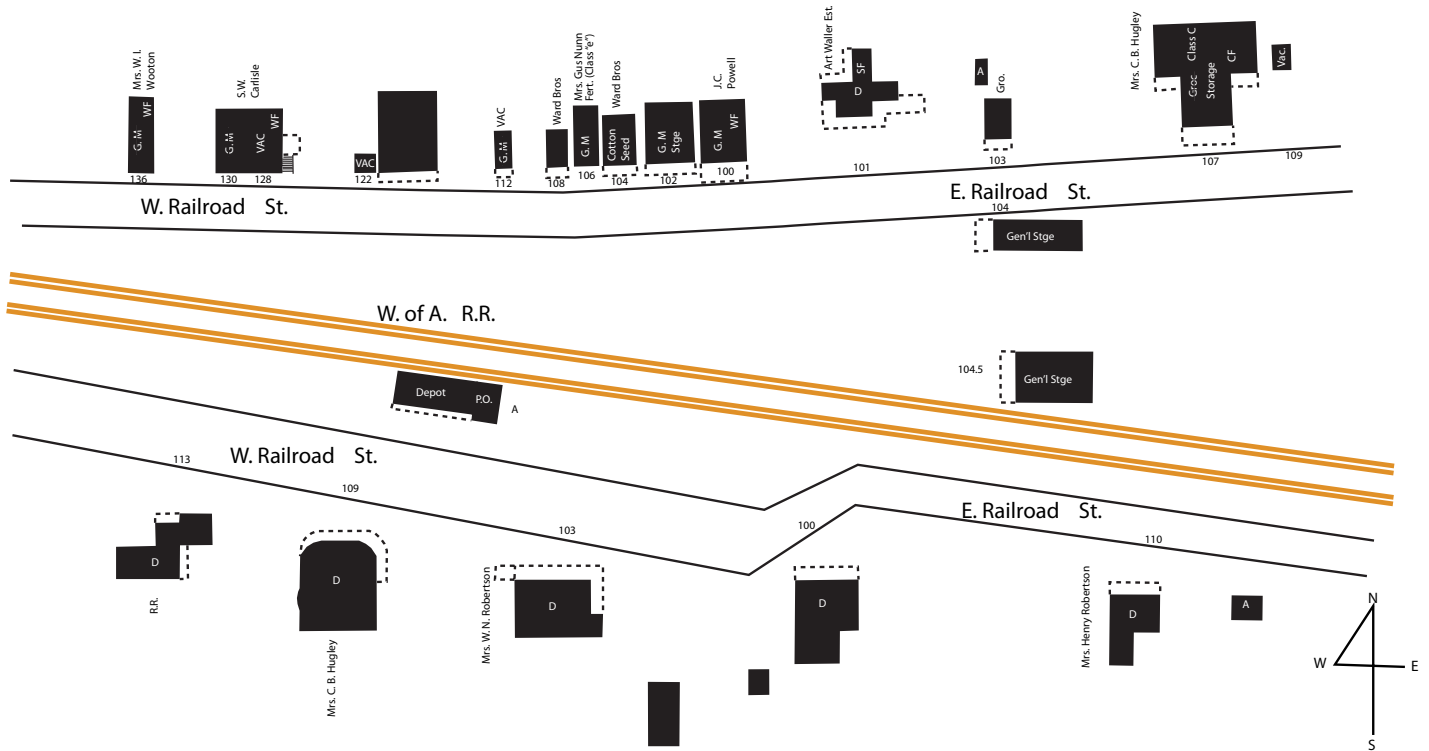 Mrs. W. I.
Wooton
G. M
WF
136
S.W.
Carlisle
G. M
VAC
WF
130
128
VAC
122
VAC
G. M
112
Ward Bros
108
Mrs. Gus Nunn
Fert. (Class "e")
G. M
106
Ward Bros
Cotton
Seed
104
G. M
Stge
102
J.C.
Powell
G. M
WF
100
Art Waller Est.
SF
D
101
A
Gro.
103
Mrs. C. B. Hugley
Groc Class C
Storage
CF
107
Vac.
109
W. Railroad St.
E. Railroad St.
104
Gen'l Stge
W. of A. R.R.
104.5
Gen'l Stge
Depot
P.O.
A
W. Railroad St.
E. Railroad St.
113
109
103
100
110
D
R.R.
D
Mrs. C. B. Hugley
Mrs. W. N. Robertson
D
D
Mrs. Henry Robertson
D
A
N
W
E
S